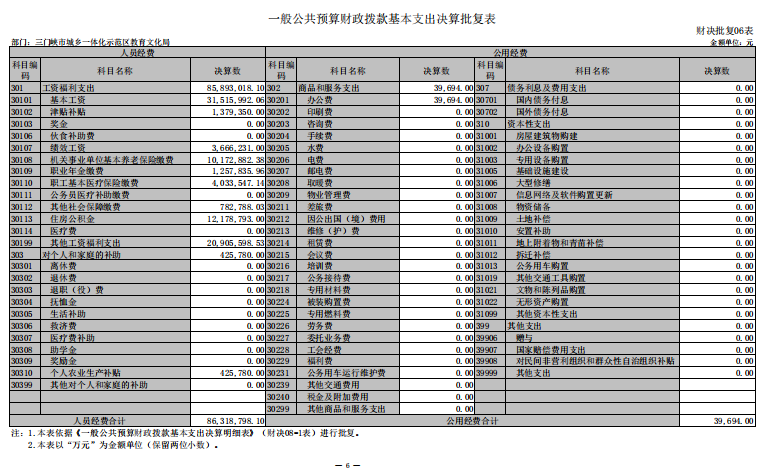 一般公共预算财政拨款基本支出决算批复表
财决批复06表
部门：三门峡市城乡一体化示范区教育文化局 金额单位：元
人员经费 公用经费
科目编码 科目名称 决算数 科目编码 科目名称 决算数 科目编码 科目名称 决算数
301 工资福利支出 85,893,018.10 302 商品和服务支出 39,694.00 307 债务利息及费用支出 0.00
30101 基本工资 31,515,992.06 30201 办公费 39,694.00 30701 国内债务付息 0.00
30102 津贴补贴 1,379,350.00 30202 印刷费 0.00 30702 国外债务付息 0.00
30103 奖金 0.00 30203 咨询费 0.00 310 资本性支出 0.00
30106 伙食补助费 0.00 30204 手续费 0.00 31001 房屋建筑物购建 0.00
30107 绩效工资 3,666,231.00 30205 水费 0.00 31002 办公设备购置 0.00
30108 机关事业单位基本养老保险缴费 10,172,882.38 30206 电费 0.00 31003 专用设备购置 0.00
30109 职业年金缴费 1,257,835.96 30207 邮电费 0.00 31005 基础设施建设 0.00
30110 职工基本医疗保险缴费 4,033,547.14 30208 取暖费 0.00 31006 大型修缮 0.00
30111 公务员医疗补助缴费 0.00 30209 物业管理费 0.00 31007 信息网络及软件购置更新 0.00
30112 其他社会保障缴费 782,788.03 30211 差旅费 0.00 31008 物资储备 0.00
30113 住房公积金 12,178,793.00 30212 因公出国（境）费用 0.00 31009 土地补偿 0.00
30114 医疗费 0.00 30213 维修（护）费 0.00 31010 安置补助 0.00
30199 其他工资福利支出 20,905,598.53 30214 租赁费 0.00 31011 地上附着物和青苗补偿 0.00
303 对个人和家庭的补助 425,780.00 30215 会议费 0.00 31012 拆迁补偿 0.00
30301 离休费 0.00 30216 培训费 0.00 31013 公务用车购置 0.00
30302 退休费 0.00 30217 公务接待费 0.00 31019 其他交通工具购置 0.00
30303 退职（役）费 0.00 30218 专用材料费 0.00 31021 文物和陈列品购置 0.00
30304 抚恤金 0.00 30224 被装购置费 0.00 31022 无形资产购置 0.00
30305 生活补助 0.00 30225 专用燃料费 0.00 31099 其他资本性支出 0.00
30306 救济费 0.00 30226 劳务费 0.00 399 其他支出 0.00
30307 医疗费补助 0.00 30227 委托业务费 0.00 39906 赠与 0.00
30308 助学金 0.00 30228 工会经费 0.00 39907 国家赔偿费用支出 0.00
30309 奖励金 0.00 30229 福利费 0.00 39908 对民间非营利组织和群众性自治组织补贴 0.00
30310 个人农业生产补贴 425,780.00 30231 公务用车运行维护费 0.00 39999 其他支出 0.00
30399 其他对个人和家庭的补助 0.00 30239 其他交通费用 0.00
30240 税金及附加费用 0.00
30299 其他商品和服务支出 0.00
人员经费合计 86,318,798.10 公用经费合计 39,694.00
注：1.本表依据《一般公共预算财政拨款基本支出决算明细表》（财决08-1表）进行批复。
2.本表以“万元”为金额单位（保留两位小数）。
— 6 —